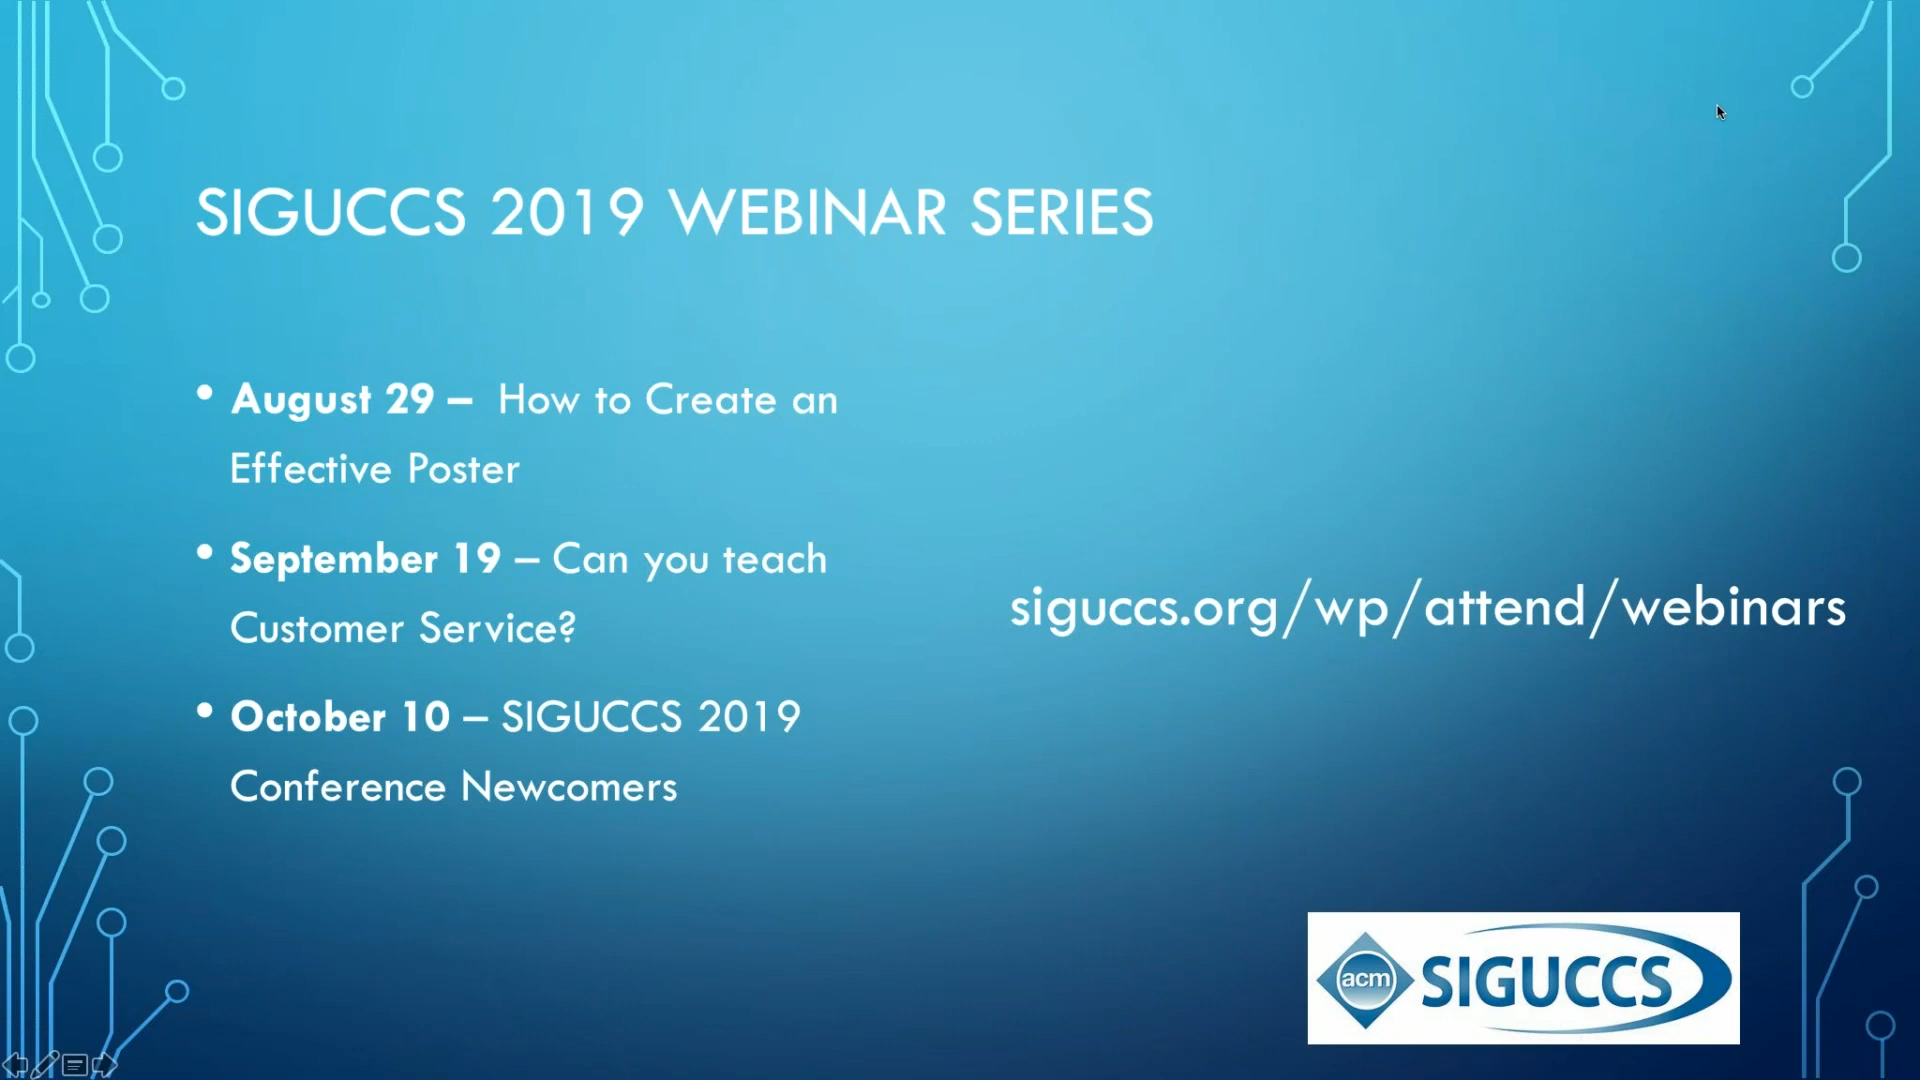 SIGUCCS 2019 WEBINAR SERIES
• August 29 – How to Create an
Effective Poster
• September 19 – Can you teach
Customer Service?
• October 10 – SIGUCCS 2019
Conference Newcomers
siguccs.org/wp/attend/webinars
acm SIGUCCS